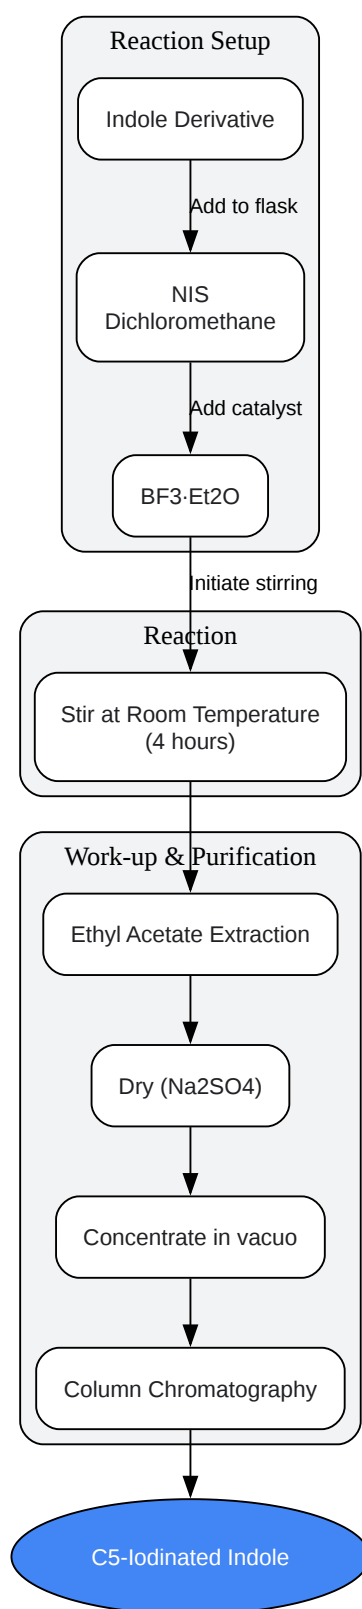 Reaction Setup
Indole Derivative
Add to flask
NIS
Dichloromethane
Add catalyst
BF3·Et2O
Initiate stirring
Reaction
Stir at Room Temperature
(4 hours)
Work-up & Purification
Ethyl Acetate Extraction
Dry (Na2SO4)
Concentrate in vacuo
Column Chromatography
C5-Iodinated Indole